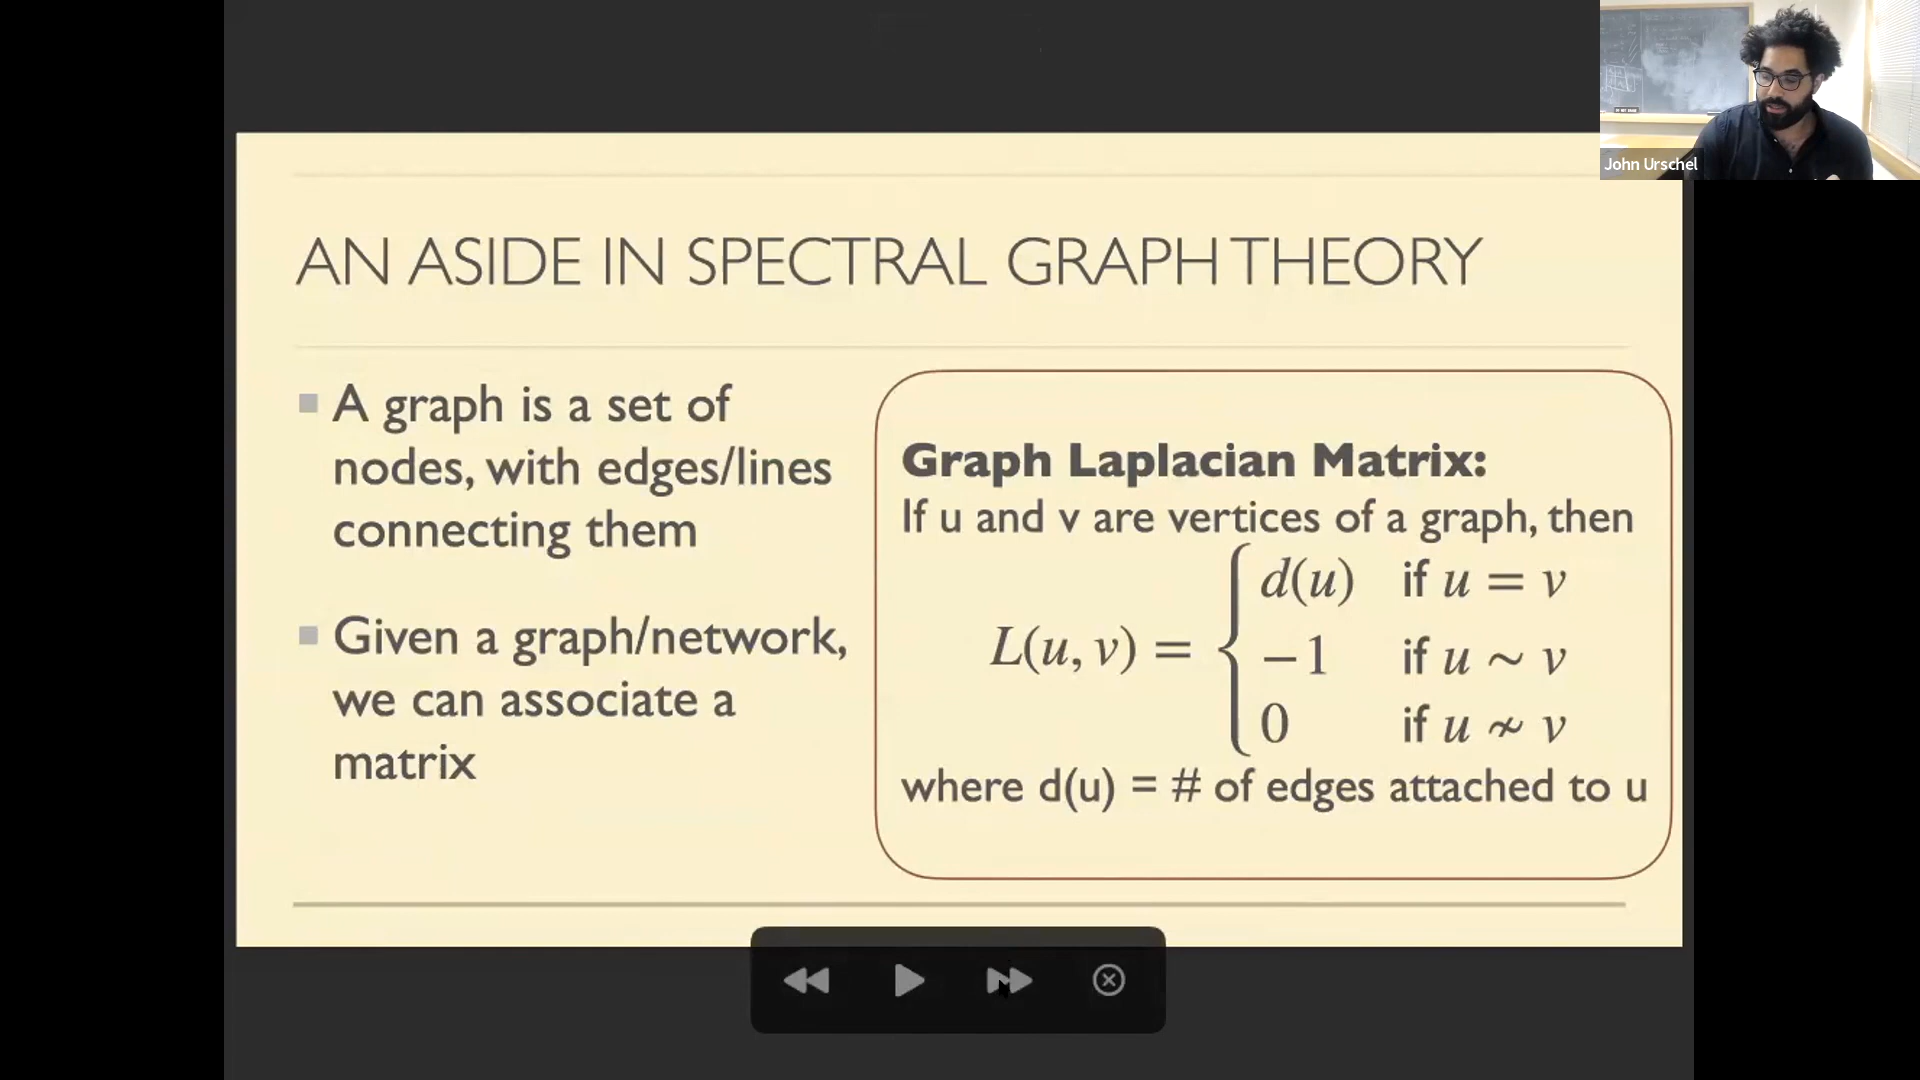 John Urschel
AN ASIDE IN SPECTRAL GRAPH THEORY
▪ A graph is a set of
nodes, with edges/lines
connecting them
▪ Given a graph/network,
we can associate a
matrix
Graph Laplacian Matrix:
If u and v are vertices of a graph, then
L(u, v) = { d(u) if u = v
−1 if u ∼ v
0 if u ≁ v
where d(u) = # of edges attached to u